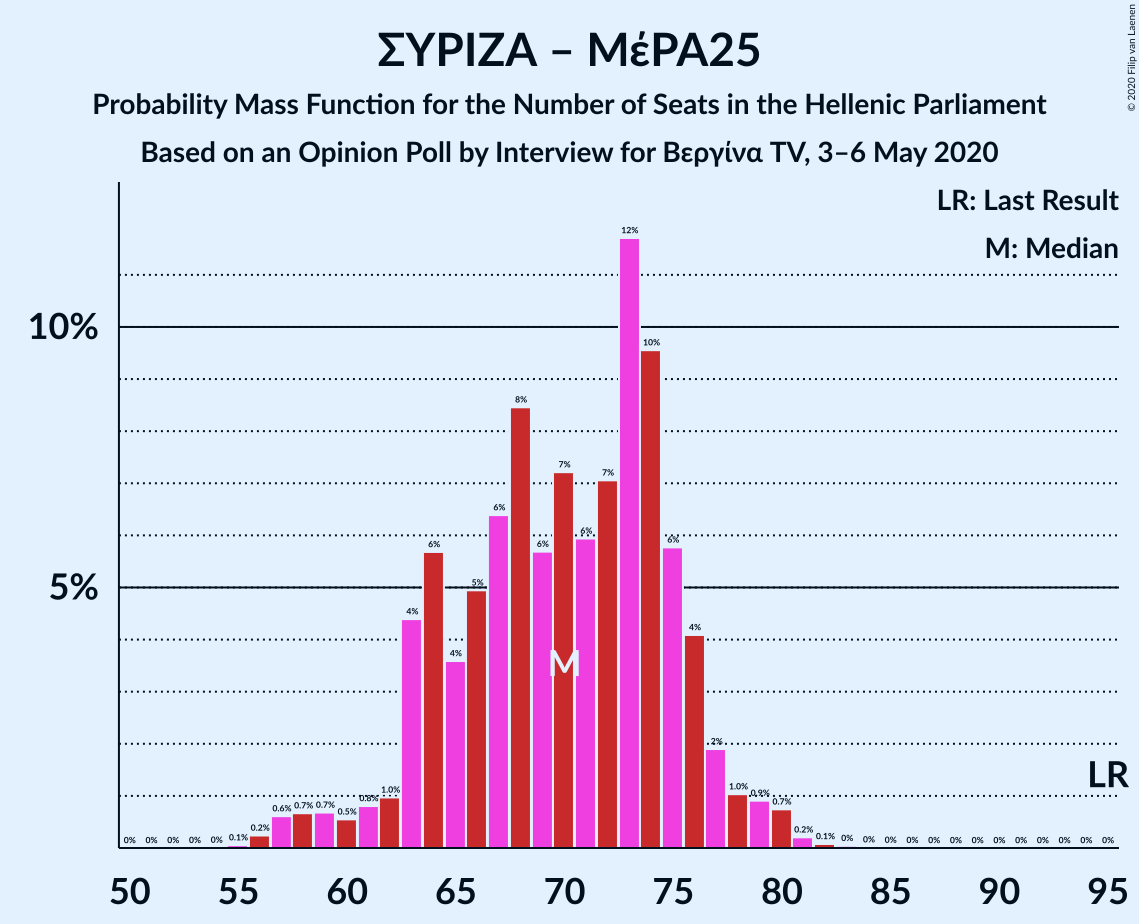 © 2020 Filip van Laenen
ΣΥΡΙΖΑ – ΜέΡΑ25
Probability Mass Function for the Number of Seats in the Hellenic Parliament
Based on an Opinion Poll by Interview for Βεργίνα TV, 3–6 May 2020
LR: Last Result
M: Median
10%
5%
0% 0% 0% 0% 0% 0.1% 0.2% 0.6% 0.7% 0.7% 0.5% 0.8% 1.0% 4% 6% 4% 5% 6% 8% 6% 7% 6% 7% 12% 10% 6% 4% 2% 1.0% 0.9% 0.7% 0.2% 0.1% 0% 0% 0% 0% 0% 0% 0% 0% 0% 0% 0% 0% 0%
M
LR
50 55 60 65 70 75 80 85 90 95